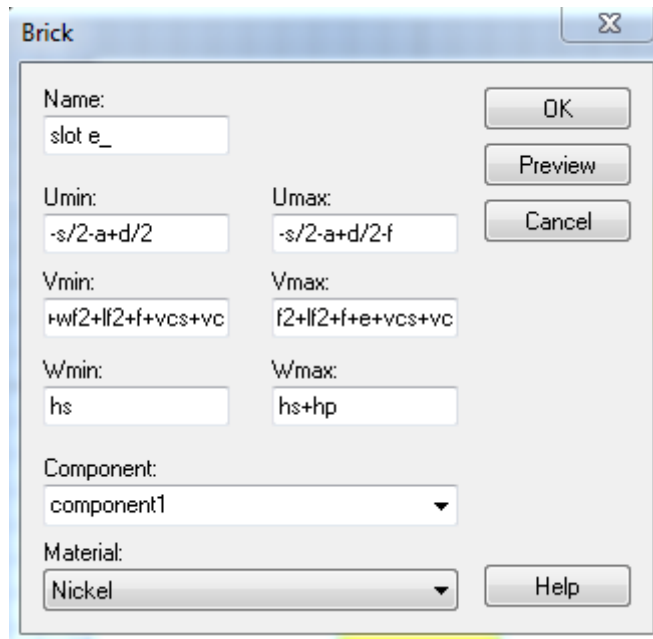 Brick
Name:
slot e_
OK
Preview
Cancel
Umin: Umax:
-s/2-a+d/2 -s/2-a+d/2-f
Vmin: Vmax:
+wf2+lf2+f+vcs+vc f2+lf2+f+e+vcs+vc
Wmin: Wmax:
hs hs+hp
Component:
component1
Material:
Nickel
Help